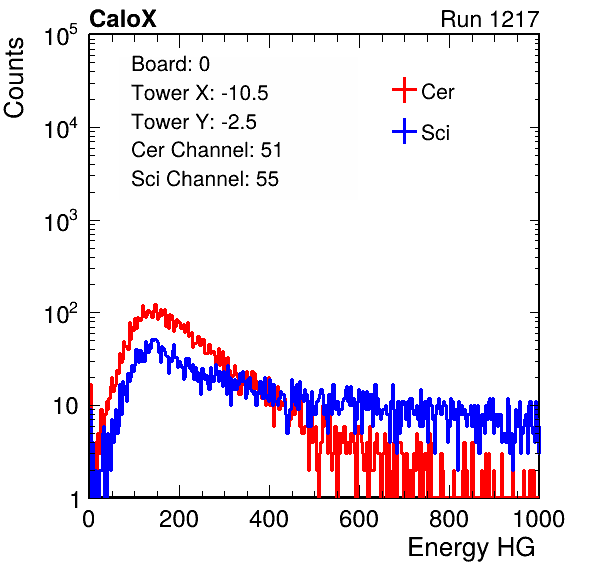 CaloX Run 1217
Counts
10^5
10^4
10^3
10^2
10
1
Board: 0
Tower X: -10.5
Tower Y: -2.5
Cer Channel: 51
Sci Channel: 55
Cer
Sci
0 200 400 600 800 1000
Energy HG